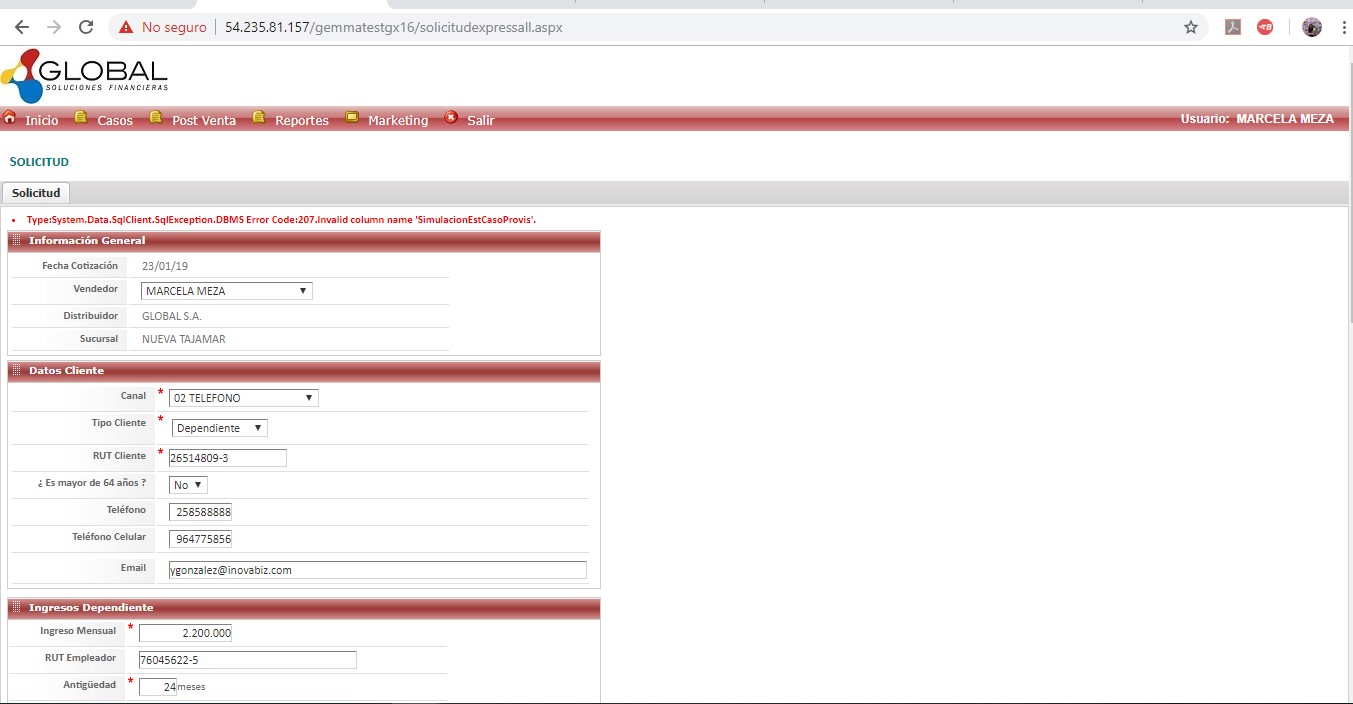 No seguro 54.235.81.157/gemmatestgx16/solicitudexpressall.aspx
GLOBAL
SOLUCIONES FINANCIERAS
Inicio Casos Post Venta Reportes Marketing Salir Usuario: MARCELA MEZA
SOLICITUD
Solicitud
Type:System.Data.SqlClient.SqlException.DBMS Error Code:207.Invalid column name 'SimulacionEstCasoProvis'.
Información General
Fecha Cotización 23/01/19
Vendedor MARCELA MEZA
Distribuidor GLOBAL S.A.
Sucursal NUEVA TAJAMAR
Datos Cliente
Canal * 02 TELEFONO
Tipo Cliente * Dependiente
RUT Cliente * 26514809-3
¿ Es mayor de 64 años ? No
Teléfono 258588888
Teléfono Celular 964775856
Email ygonzalez@inovabiz.com
Ingresos Dependiente
Ingreso Mensual * 2.200.000
RUT Empleador 76045622-5
Antigüedad * 24 meses